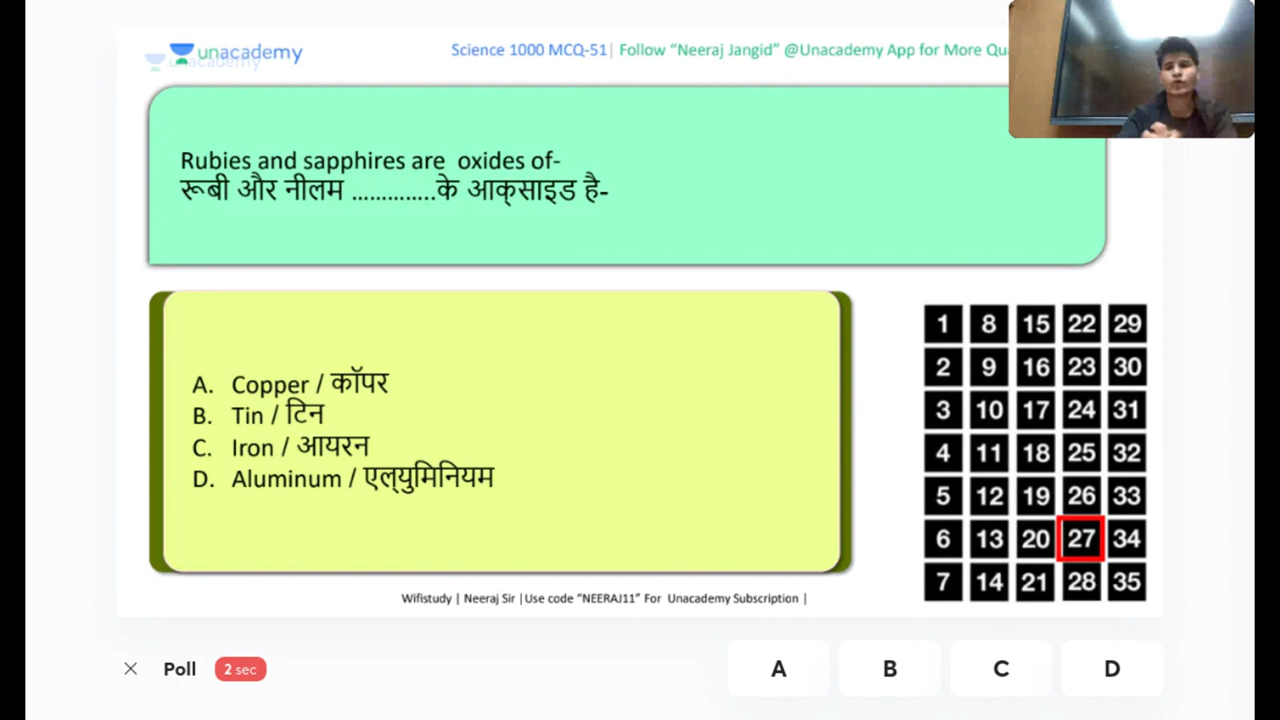 unacademy
unacademy
Science 1000 MCQ-51| Follow “Neeraj Jangid” @Unacademy App for More
Rubies and sapphires are oxides of-
रूबी और नीलम …………..के आक्साइड है-
A. Copper / कॉपर
B. Tin / टिन
C. Iron / आयरन
D. Aluminum / एल्युमिनियम
1 8 15 22 29
2 9 16 23 30
3 10 17 24 31
4 11 18 25 32
5 12 19 26 33
6 13 20 27 34
7 14 21 28 35
Wifistudy | Neeraj Sir |Use code “NEERAJ11” For Unacademy Subscription |
× Poll 2 sec A B C D